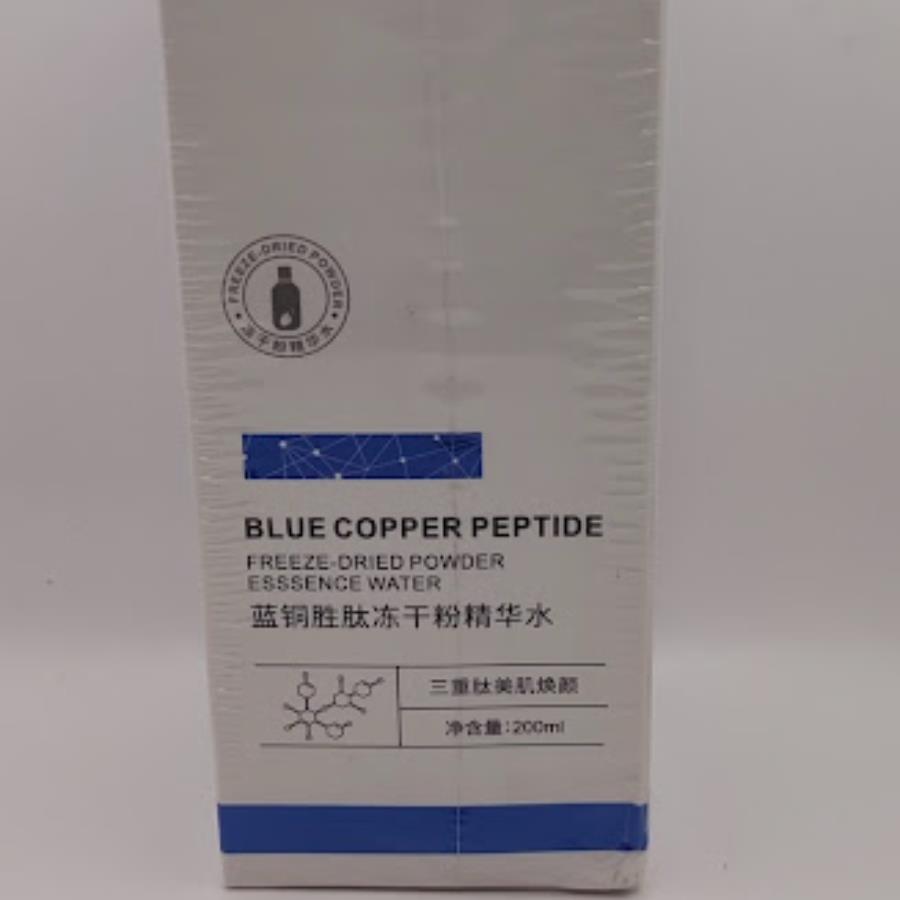 FREEZE-DRIED POWDER
冻干粉精华水
BLUE COPPER PEPTIDE
FREEZE-DRIED POWDER
ESSSENCE WATER
蓝铜胜肽冻干粉精华水
三重肽美肌焕颜
净含量:200ml